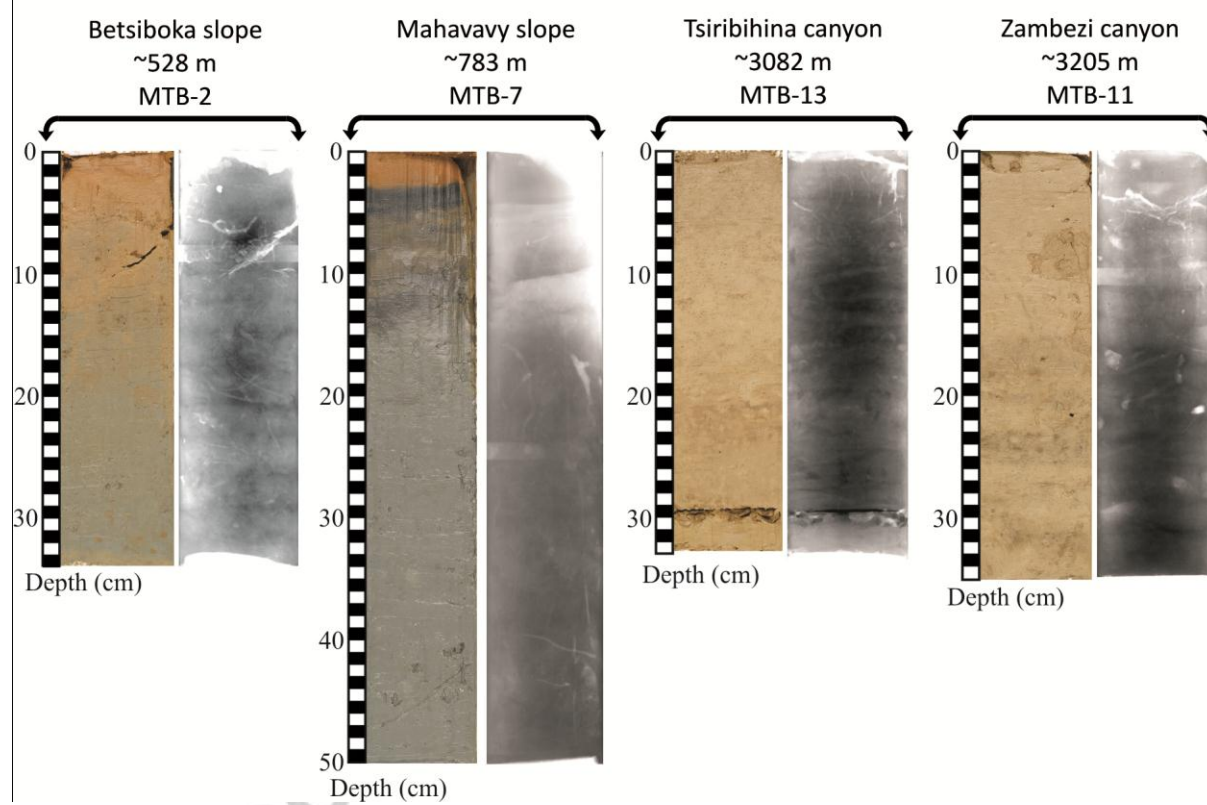 Betsiboka slope
~528 m
MTB-2
Mahavavy slope
~783 m
MTB-7
Tsiribihina canyon
~3082 m
MTB-13
Zambezi canyon
~3205 m
MTB-11
0
10
20
30
Depth (cm)
0
10
20
30
40
50
Depth (cm)
0
10
20
30
0
10
20
30
Depth (cm)